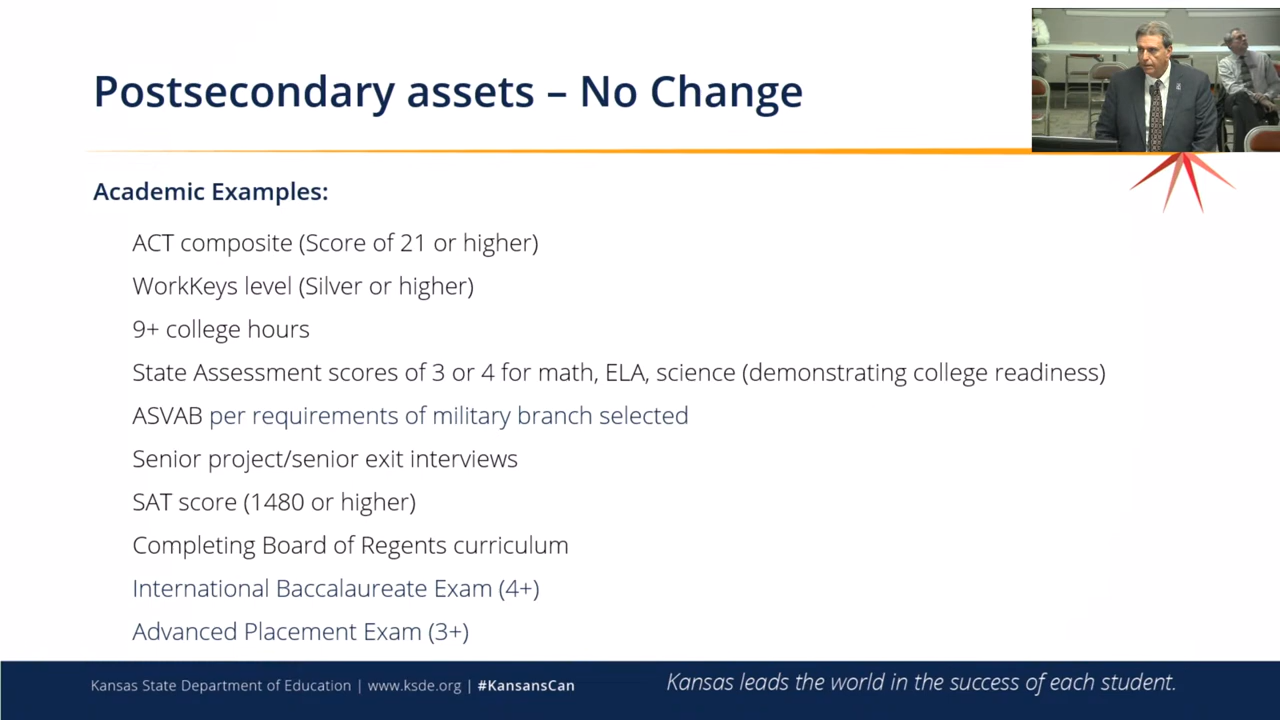 Postsecondary assets – No Change
Academic Examples:
ACT composite (Score of 21 or higher)
WorkKeys level (Silver or higher)
9+ college hours
State Assessment scores of 3 or 4 for math, ELA, science (demonstrating college readiness)
ASVAB per requirements of military branch selected
Senior project/senior exit interviews
SAT score (1480 or higher)
Completing Board of Regents curriculum
International Baccalaureate Exam (4+)
Advanced Placement Exam (3+)
Kansas State Department of Education | www.ksde.org | #KansansCan
Kansas leads the world in the success of each student.